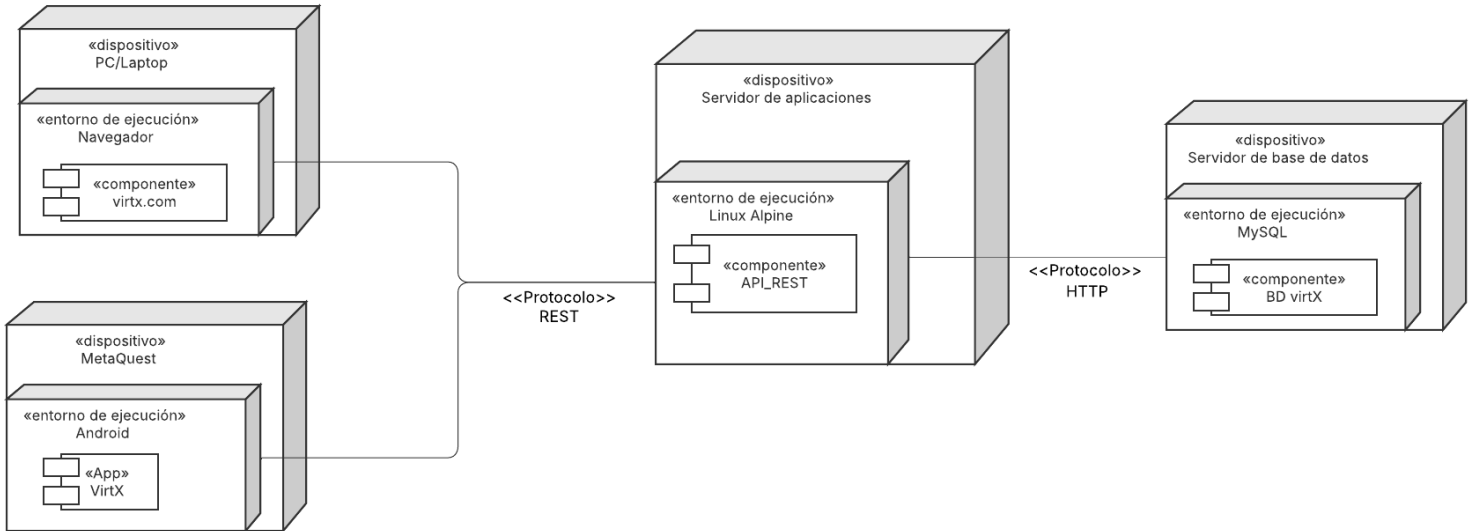 «dispositivo»
PC/Laptop
«entorno de ejecución»
Navegador
«componente»
virtx.com
«dispositivo»
MetaQuest
«entorno de ejecución»
Android
«App»
VirtX
<<Protocolo>>
REST
«dispositivo»
Servidor de aplicaciones
«entorno de ejecución»
Linux Alpine
«componente»
API_REST
<<Protocolo>>
HTTP
«dispositivo»
Servidor de base de datos
«entorno de ejecución»
MySQL
«componente»
BD virtX